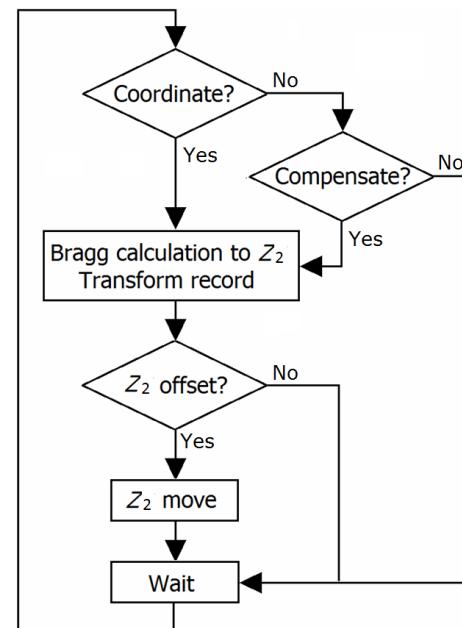 Coordinate?
No
Yes
Compensate?
No
Yes
Bragg calculation to Z₂
Transform record
Z₂ offset?
No
Yes
Z₂ move
Wait